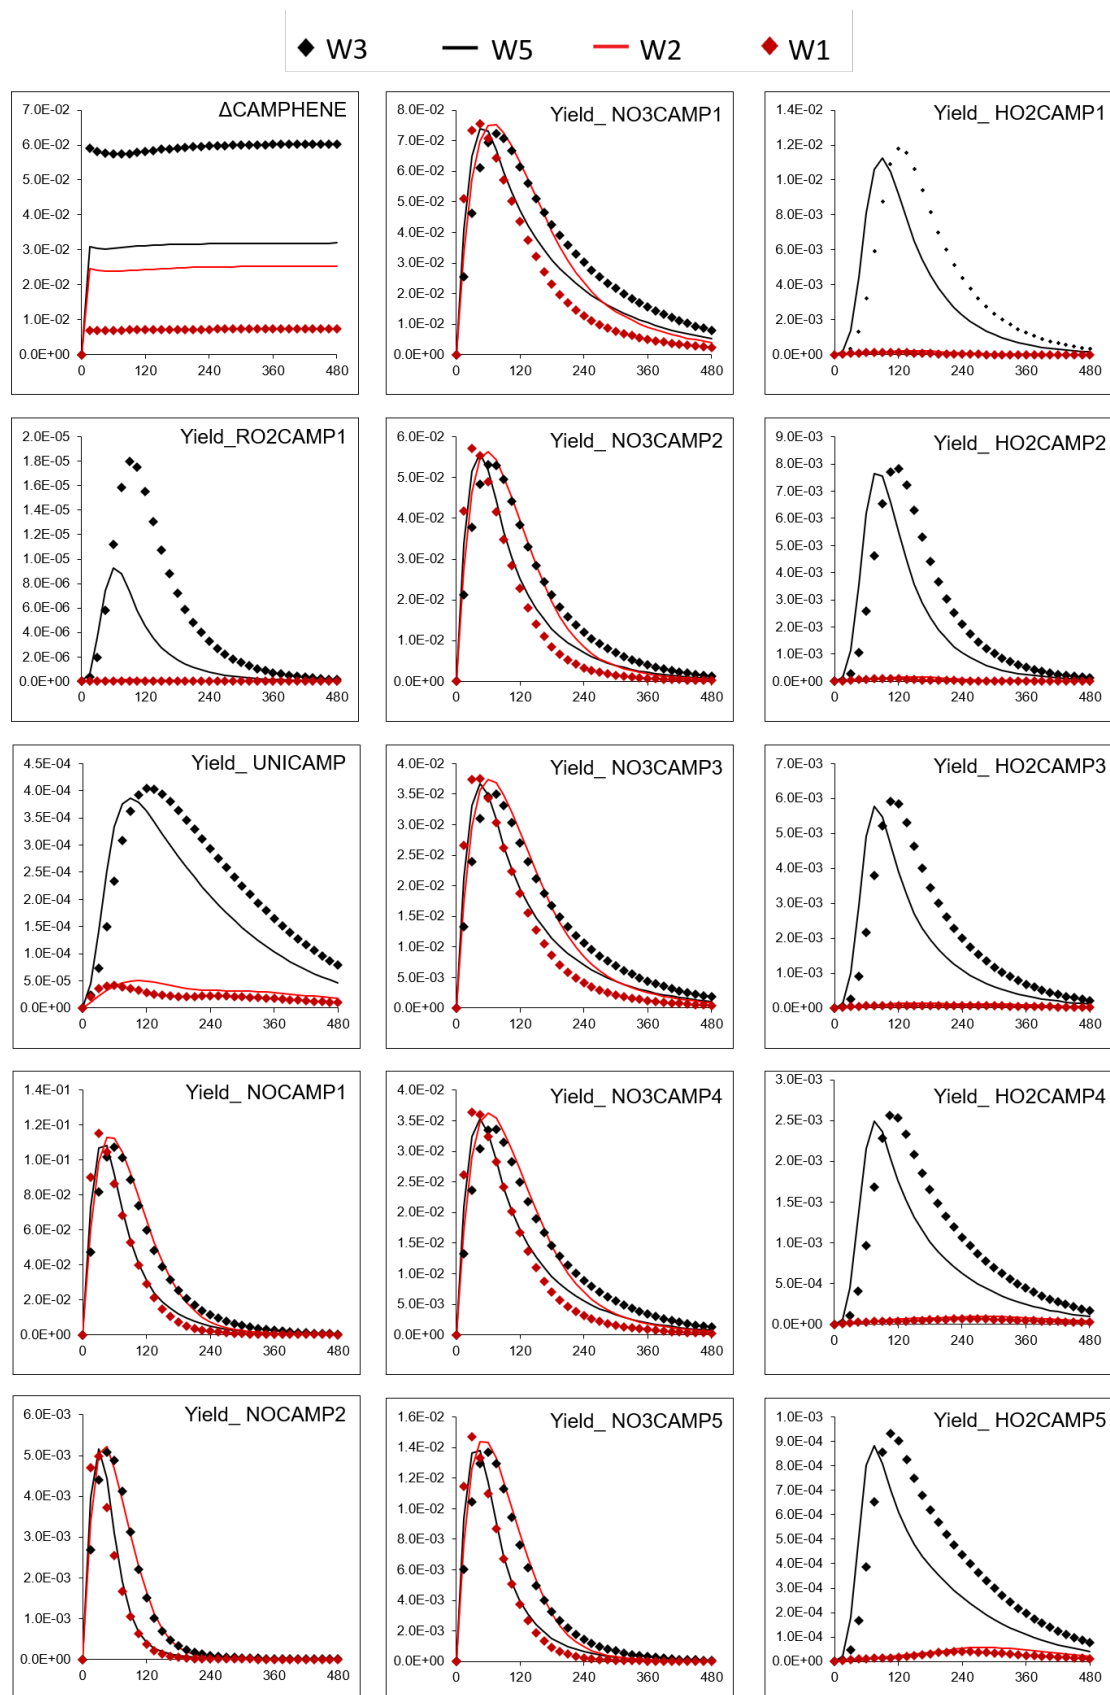 W3 W5 W2 W1
ΔCAMPHENE
7.0E-02
6.0E-02
5.0E-02
4.0E-02
3.0E-02
2.0E-02
1.0E-02
0.0E+00
0 120 240 360 480
Yield_ NO3CAMP1
8.0E-02
7.0E-02
6.0E-02
5.0E-02
4.0E-02
3.0E-02
2.0E-02
1.0E-02
0.0E+00
0 120 240 360 480
Yield_ HO2CAMP1
1.4E-02
1.2E-02
1.0E-02
8.0E-03
6.0E-03
4.0E-03
2.0E-03
0.0E+00
0 120 240 360 480
Yield_RO2CAMP1
2.0E-05
1.8E-05
1.6E-05
1.4E-05
1.2E-05
1.0E-05
8.0E-06
6.0E-06
4.0E-06
2.0E-06
0.0E+00
0 120 240 360 480
Yield_ NO3CAMP2
6.0E-02
5.0E-02
4.0E-02
3.0E-02
2.0E-02
1.0E-02
0.0E+00
0 120 240 360 480
Yield_ HO2CAMP2
9.0E-03
8.0E-03
7.0E-03
6.0E-03
5.0E-03
4.0E-03
3.0E-03
2.0E-03
1.0E-03
0.0E+00
0 120 240 360 480
Yield_ UNICAMP
4.5E-04
4.0E-04
3.5E-04
3.0E-04
2.5E-04
2.0E-04
1.5E-04
1.0E-04
5.0E-05
0.0E+00
0 120 240 360 480
Yield_ NO3CAMP3
4.0E-02
3.5E-02
3.0E-02
2.5E-02
2.0E-02
1.5E-02
1.0E-02
5.0E-03
0.0E+00
0 120 240 360 480
Yield_ HO2CAMP3
7.0E-03
6.0E-03
5.0E-03
4.0E-03
3.0E-03
2.0E-03
1.0E-03
0.0E+00
0 120 240 360 480
Yield_ NOCAMP1
1.4E-01
1.2E-01
1.0E-01
8.0E-02
6.0E-02
4.0E-02
2.0E-02
0.0E+00
0 120 240 360 480
Yield_ NO3CAMP4
4.0E-02
3.5E-02
3.0E-02
2.5E-02
2.0E-02
1.5E-02
1.0E-02
5.0E-03
0.0E+00
0 120 240 360 480
Yield_ HO2CAMP4
3.0E-03
2.5E-03
2.0E-03
1.5E-03
1.0E-03
5.0E-04
0.0E+00
0 120 240 360 480
Yield_ NOCAMP2
6.0E-03
5.0E-03
4.0E-03
3.0E-03
2.0E-03
1.0E-03
0.0E+00
0 120 240 360 480
Yield_ NO3CAMP5
1.6E-02
1.4E-02
1.2E-02
1.0E-02
8.0E-03
6.0E-03
4.0E-03
2.0E-03
0.0E+00
0 120 240 360 480
Yield_ HO2CAMP5
1.0E-03
9.0E-04
8.0E-04
7.0E-04
6.0E-04
5.0E-04
4.0E-04
3.0E-04
2.0E-04
1.0E-04
0.0E+00
0 120 240 360 480